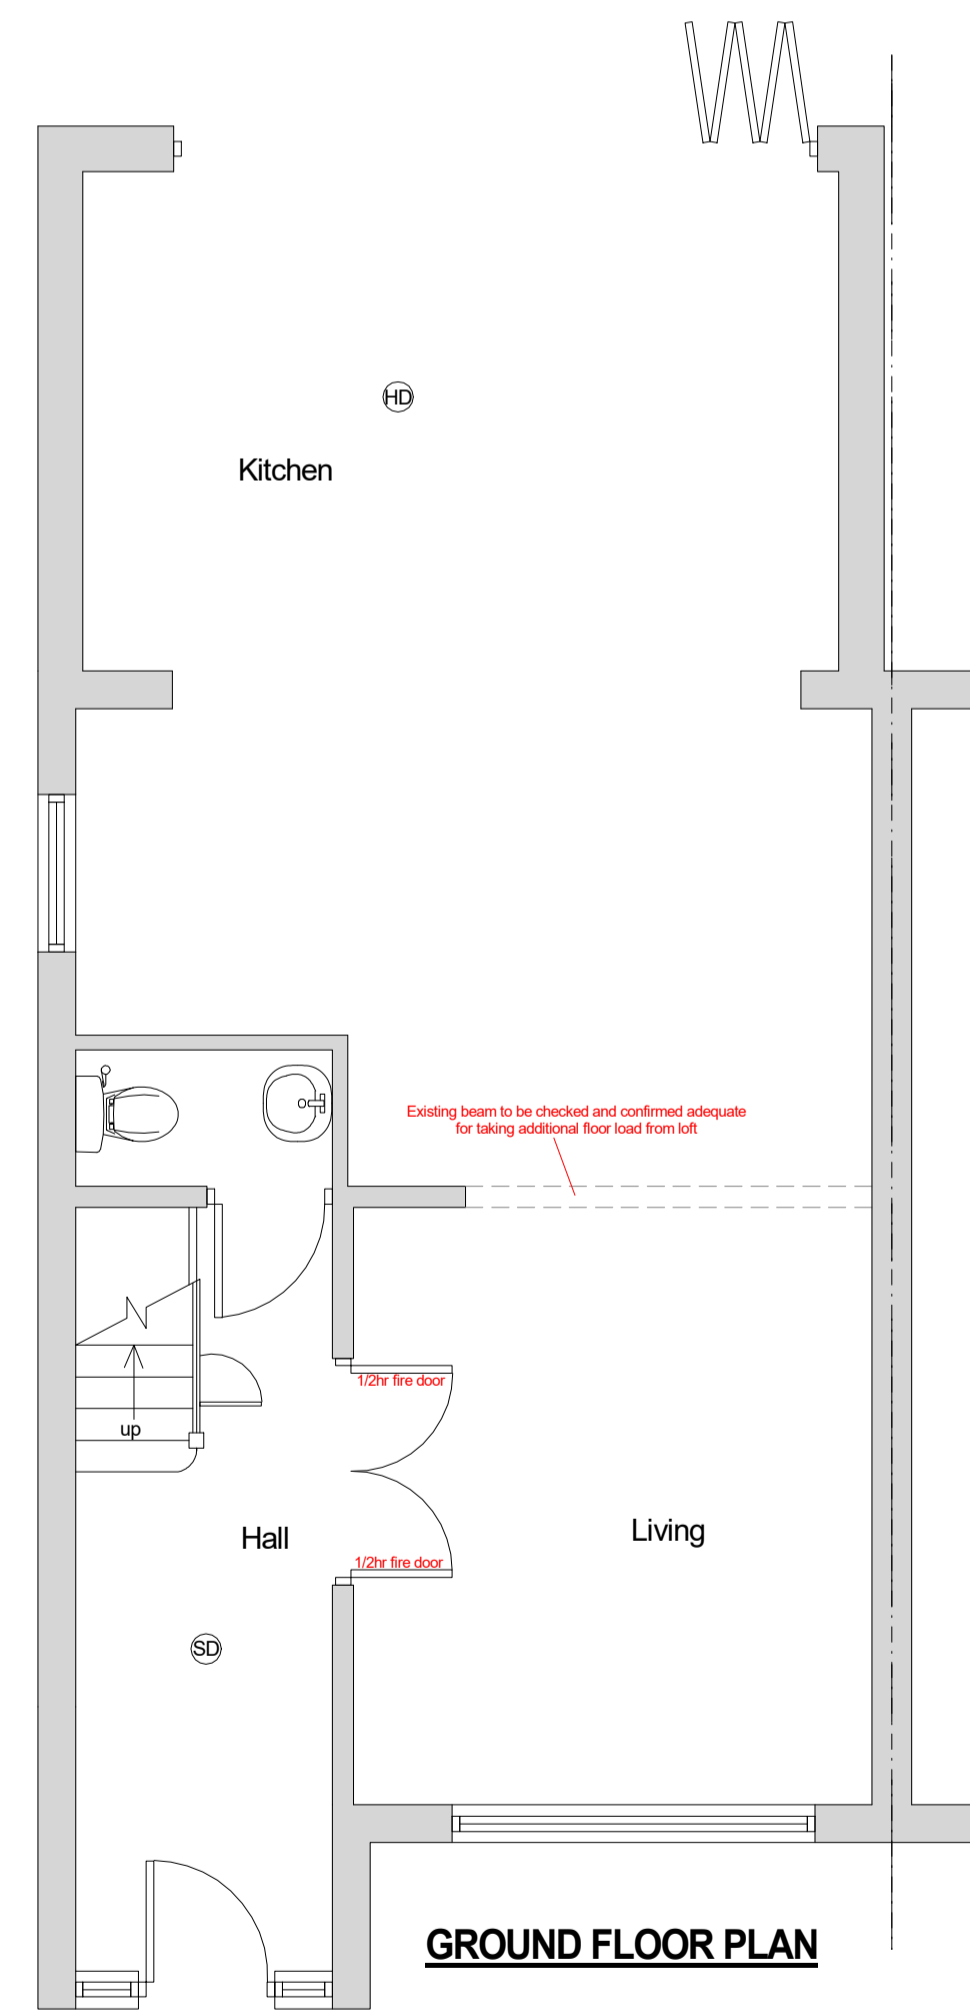 HD
Kitchen
Existing beam to be checked and confirmed adequate
for taking additional floor load from loft
1/2hr fire door
up
Hall
Living
1/2hr fire door
SD
GROUND FLOOR PLAN